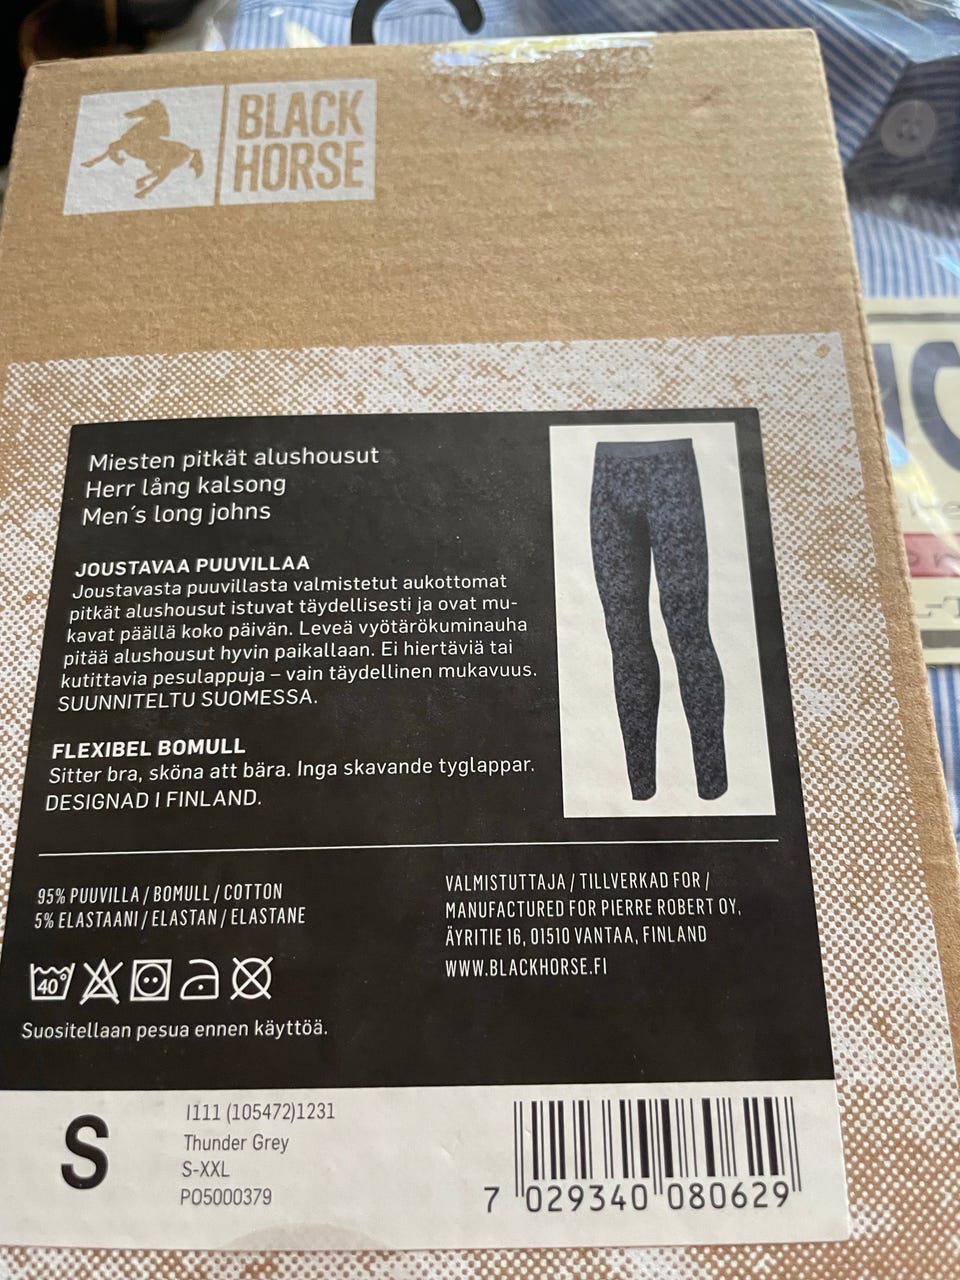 BLACK
HORSE
Miesten pitkät alushousut
Herr lång kalsong
Men´s long johns
JOUSTAVAA PUUVILLAA
Joustavasta puuvillasta valmistetut aukottomat
pitkät alushousut istuvat täydellisesti ja ovat mu-
kavat päällä koko päivän. Leveä vyötärökuminauha
pitää alushousut hyvin paikallaan. Ei hiertäviä tai
kutittavia pesulappuja – vain täydellinen mukavuus.
SUUNNITELTU SUOMESSA.
FLEXIBEL BOMULL
Sitter bra, sköna att bära. Inga skavande tyglappar.
DESIGNAD I FINLAND.
95% PUUVILLA / BOMULL / COTTON
5% ELASTAANI / ELASTAN / ELASTANE
VALMISTUTTAJA / TILLVERKAD FOR /
MANUFACTURED FOR PIERRE ROBERT OY,
ÄYRITIE 16, 01510 VANTAA, FINLAND
WWW.BLACKHORSE.FI
40°
Suositellaan pesua ennen käyttöä.
S
1111 (105472)1231
Thunder Grey
S-XXL
PO5000379
7 029340 080629